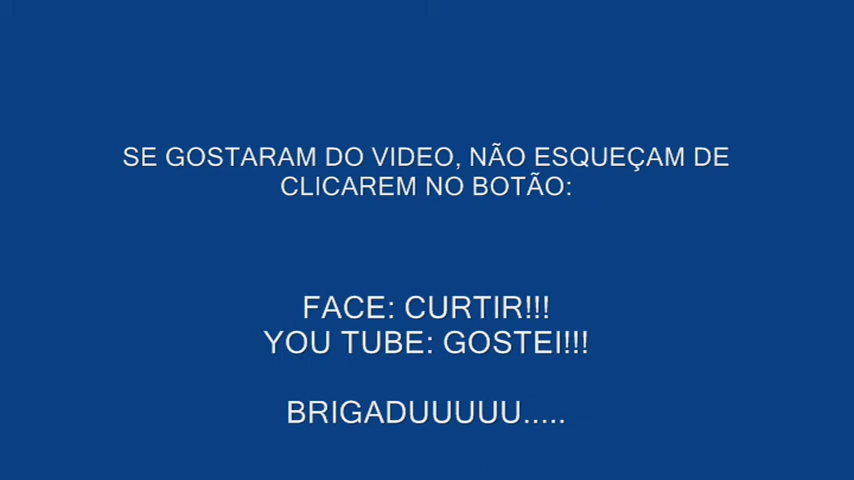 SE GOSTARAM DO VIDEO, NÃO ESQUEÇAM DE
CLICAREM NO BOTÃO:
FACE: CURTIR!!!
YOU TUBE: GOSTEI!!!
BRIGADUUUUU.....